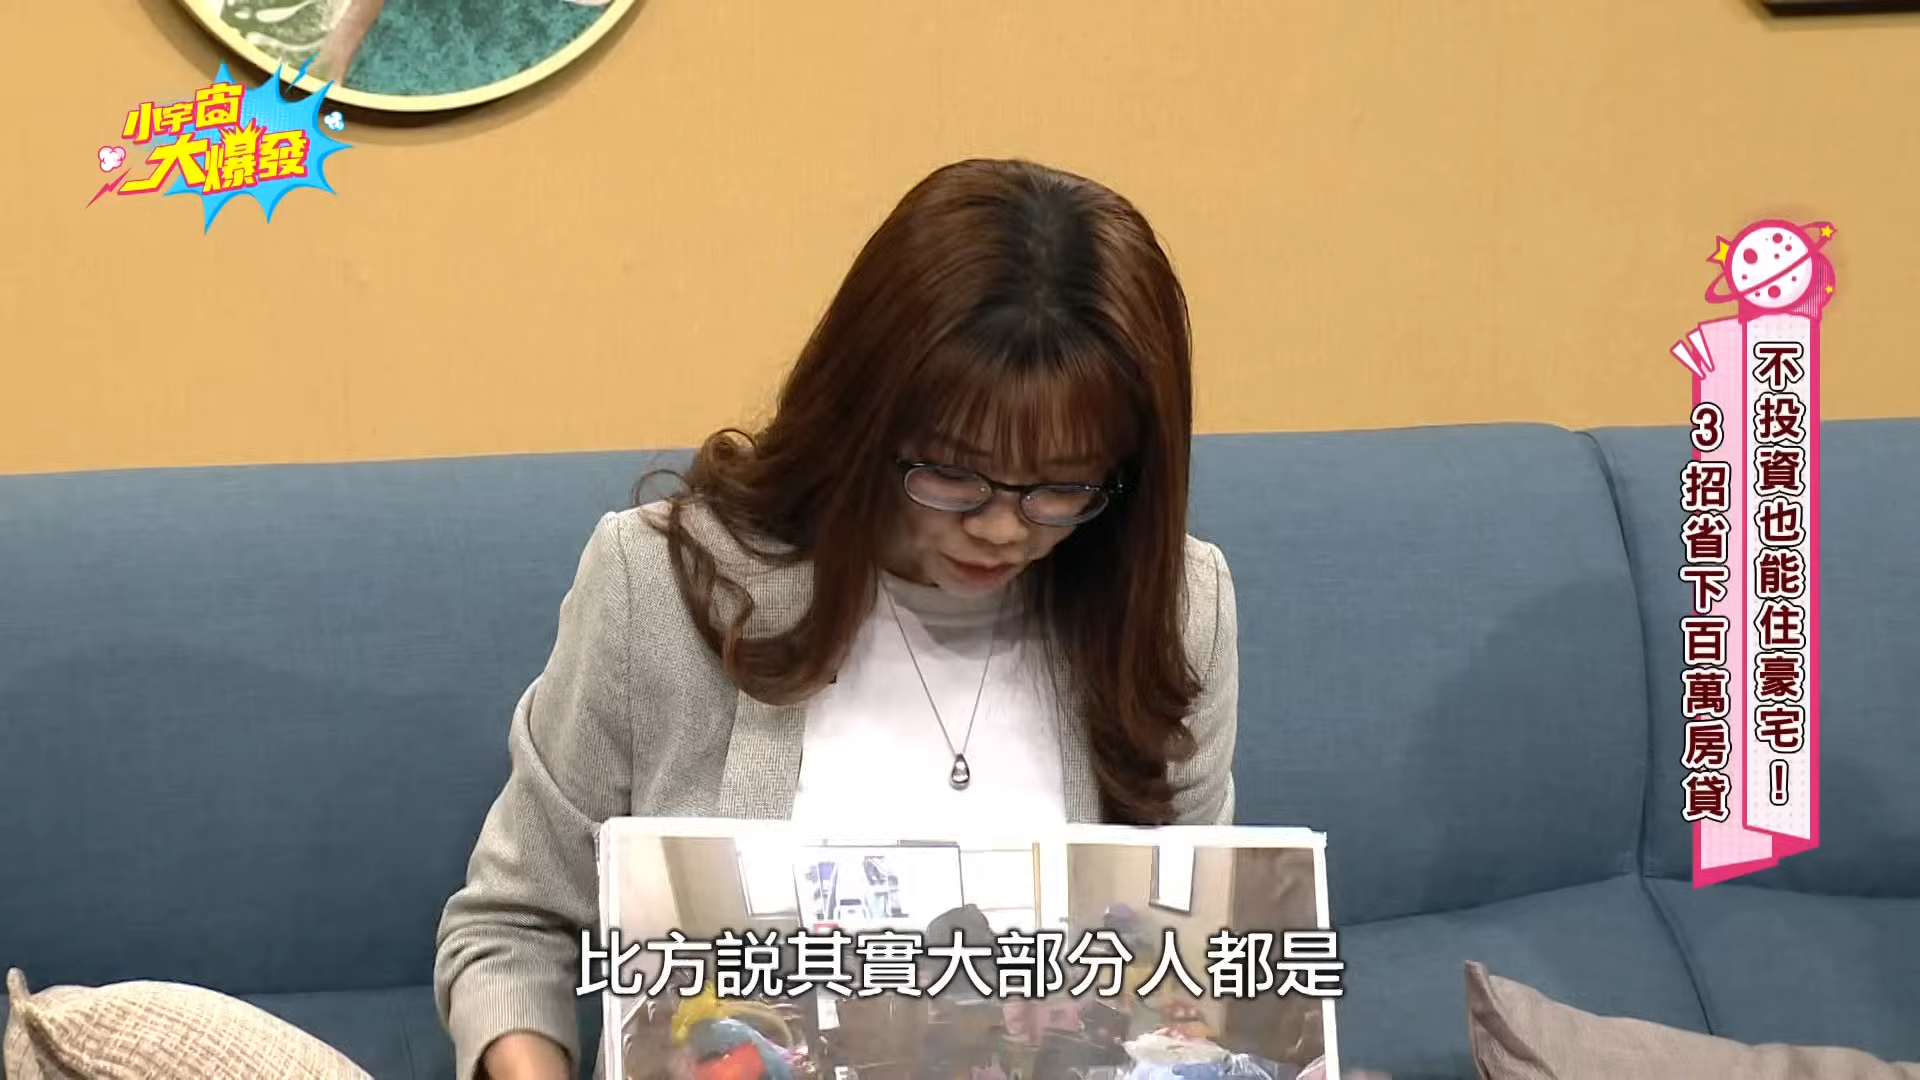 小宇宙
大爆發
不投資也能住豪宅！
3招省下百萬房貸
比方說其實大部分人都是